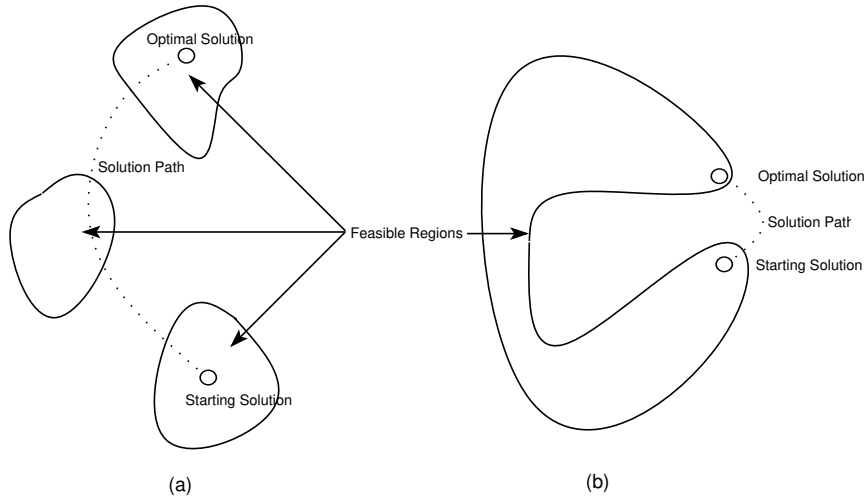 Optimal Solution
Solution Path
Feasible Regions
Starting Solution
(a)
Optimal Solution
Solution Path
Starting Solution
(b)